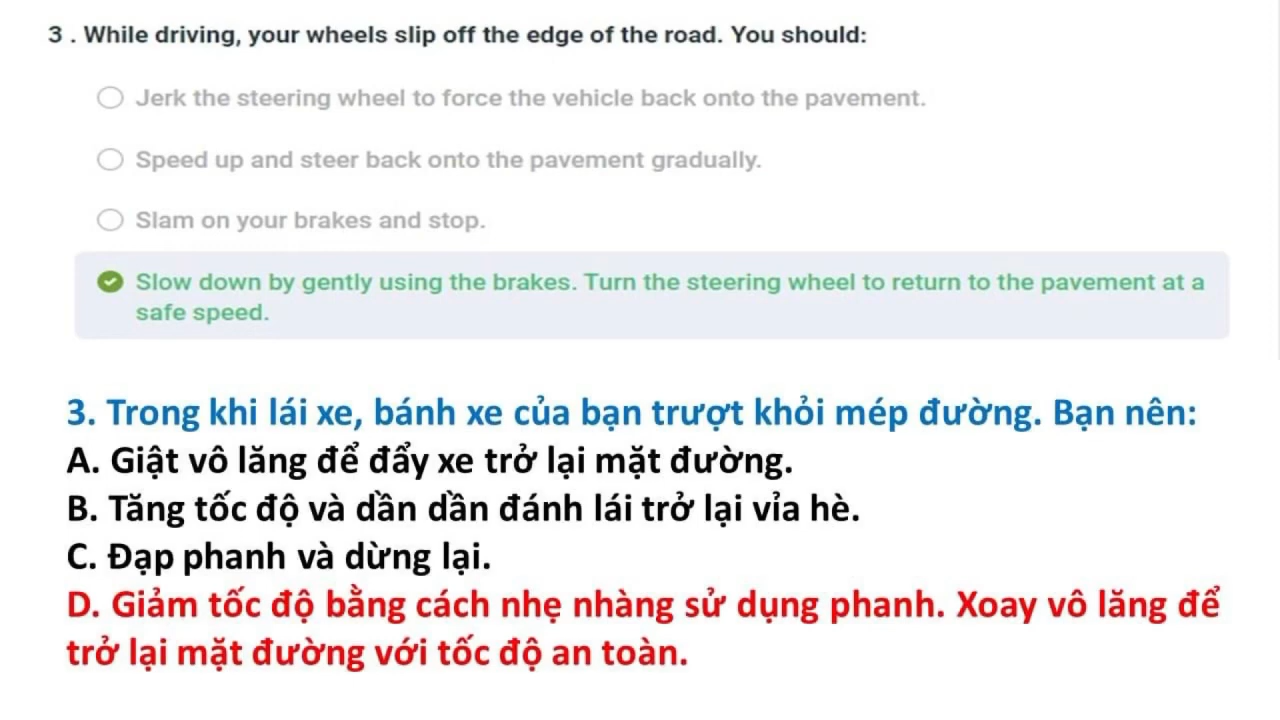 3 . While driving, your wheels slip off the edge of the road. You should:
Jerk the steering wheel to force the vehicle back onto the pavement.
Speed up and steer back onto the pavement gradually.
Slam on your brakes and stop.
Slow down by gently using the brakes. Turn the steering wheel to return to the pavement at a
safe speed.
3. Trong khi lái xe, bánh xe của bạn trượt khỏi mép đường. Bạn nên:
A. Giật vô lăng để đẩy xe trở lại mặt đường.
B. Tăng tốc độ và dần dần đánh lái trở lại vỉa hè.
C. Đạp phanh và dừng lại.
D. Giảm tốc độ bằng cách nhẹ nhàng sử dụng phanh. Xoay vô lăng để
trở lại mặt đường với tốc độ an toàn.